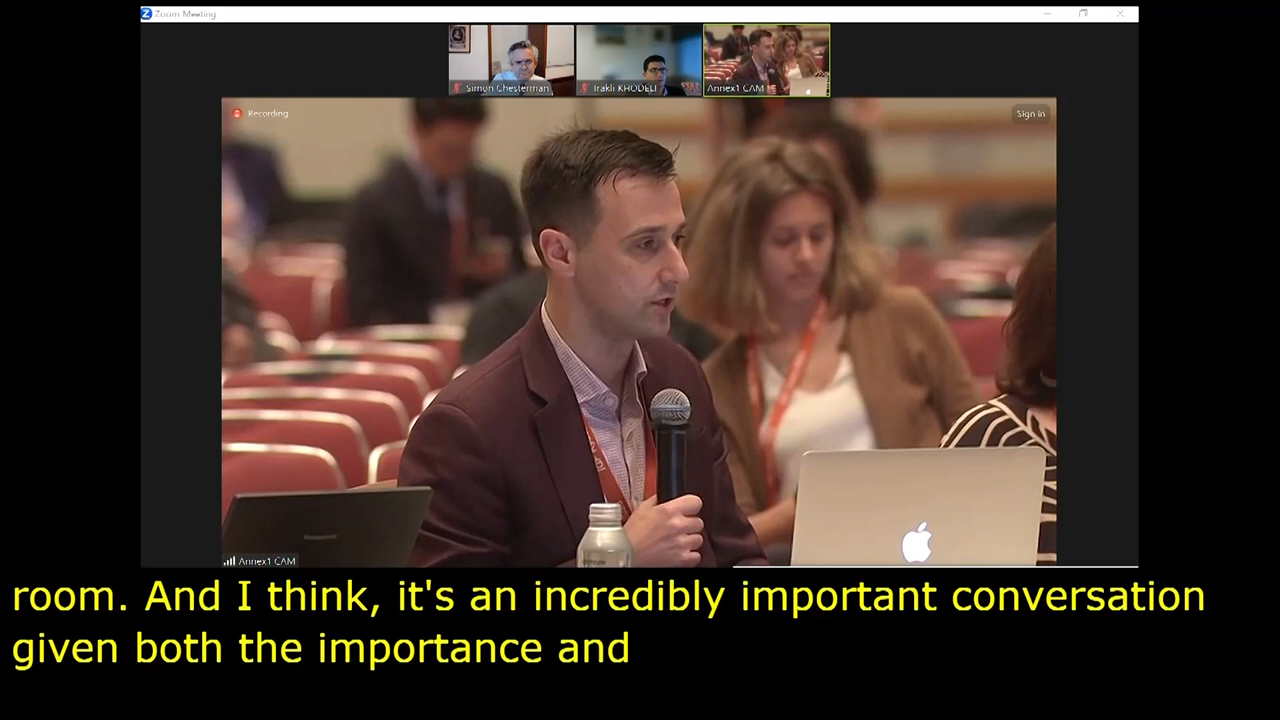 Zoom Meeting
Simon Chesterman
Irakli KHODELI
Annex1 CAM
Recording
Sign in
Panasonic
Annex1 CAM
room. And I think, it's an incredibly important conversation
given both the importance and